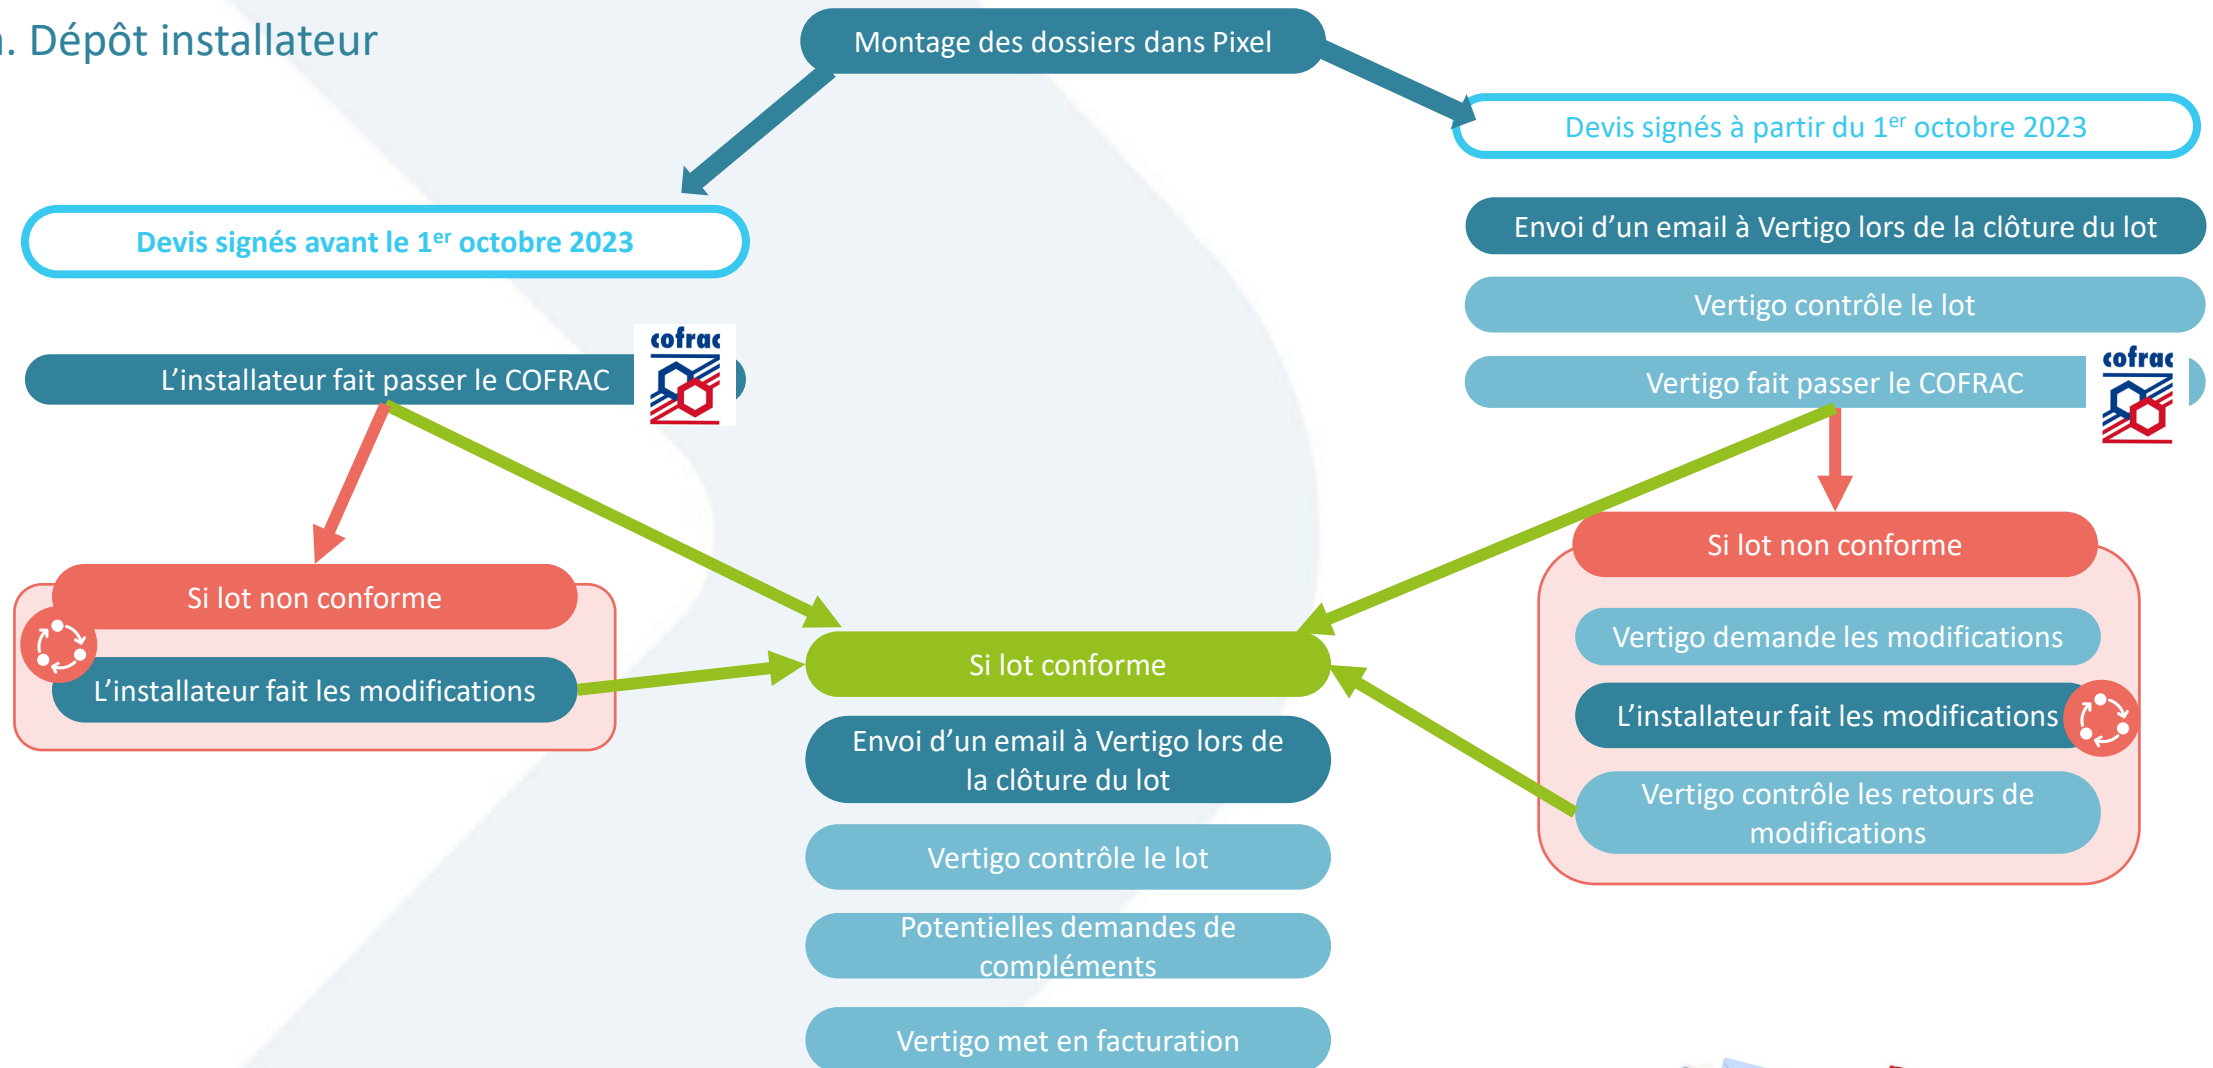 . Dépôt installateur
Montage des dossiers dans Pixel
Devis signés avant le 1er octobre 2023
L’installateur fait passer le COFRAC
cofrac
Si lot non conforme
L’installateur fait les modifications
Devis signés à partir du 1er octobre 2023
Envoi d’un email à Vertigo lors de la clôture du lot
Vertigo contrôle le lot
Vertigo fait passer le COFRAC
cofrac
Si lot non conforme
Vertigo demande les modifications
L’installateur fait les modifications
Vertigo contrôle les retours de
modifications
Si lot conforme
Envoi d’un email à Vertigo lors de
la clôture du lot
Vertigo contrôle le lot
Potentielles demandes de
compléments
Vertigo met en facturation